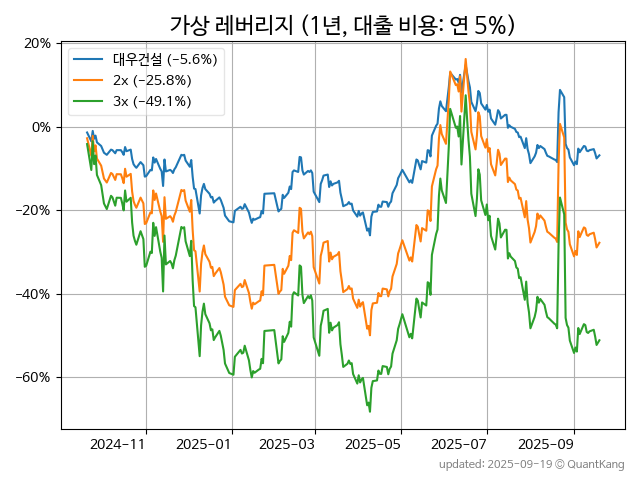 가상 레버리지 (1년, 대출 비용: 연 5%)
대우건설 (−5.6%)
2x (−25.8%)
3x (−49.1%)
20%
0%
−20%
−40%
−60%
2024-11 2025-01 2025-03 2025-05 2025-07 2025-09
updated: 2025-09-19 © QuantKang